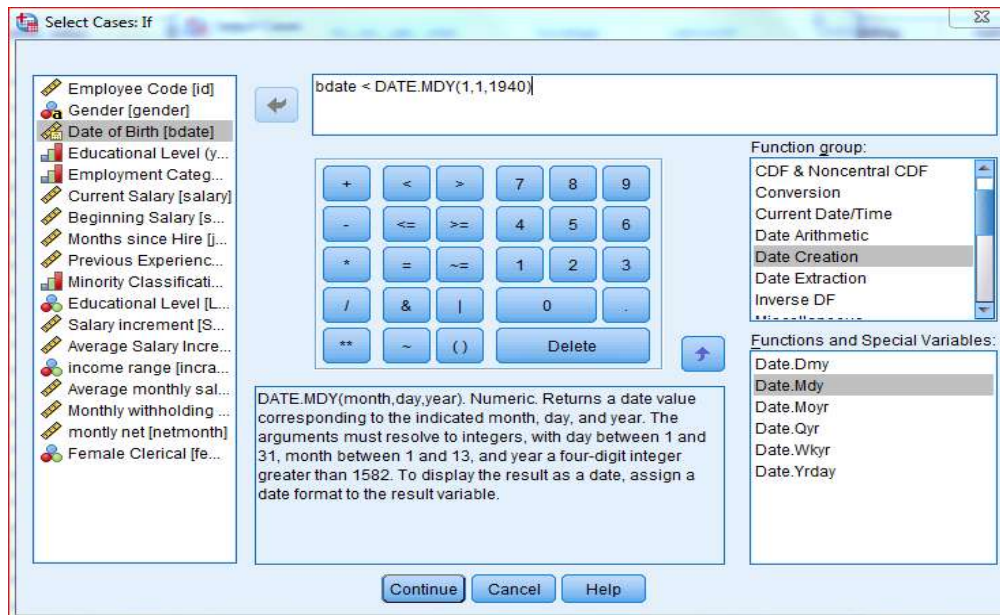 Select Cases: If
Employee Code [id]
Gender [gender]
Date of Birth [bdate]
Educational Level (y...
Employment Categ...
Current Salary [salary]
Beginning Salary [s...
Months since Hire [j...
Previous Experienc...
Minority Classificati...
Educational Level [L...
Salary increment [S...
Average Salary Incre...
income range [incra...
Average monthly sal...
Monthly withholding ...
montly net [netmonth]
Female Clerical [fe...
bdate < DATE.MDY(1,1,1940)
+ < > 7 8 9
- <= >= 4 5 6
* = ~= 1 2 3
/ & | 0 .
** ~ ( ) Delete
DATE.MDY(month,day,year). Numeric. Returns a date value
corresponding to the indicated month, day, and year. The
arguments must resolve to integers, with day between 1 and
31, month between 1 and 13, and year a four-digit integer
greater than 1582. To display the result as a date, assign a
date format to the result variable.
Function group:
CDF & Noncentral CDF
Conversion
Current Date/Time
Date Arithmetic
Date Creation
Date Extraction
Inverse DF
Functions and Special Variables:
Date.Dmy
Date.Mdy
Date.Moyr
Date.Qyr
Date.Wkyr
Date.Yrday
Continue Cancel Help